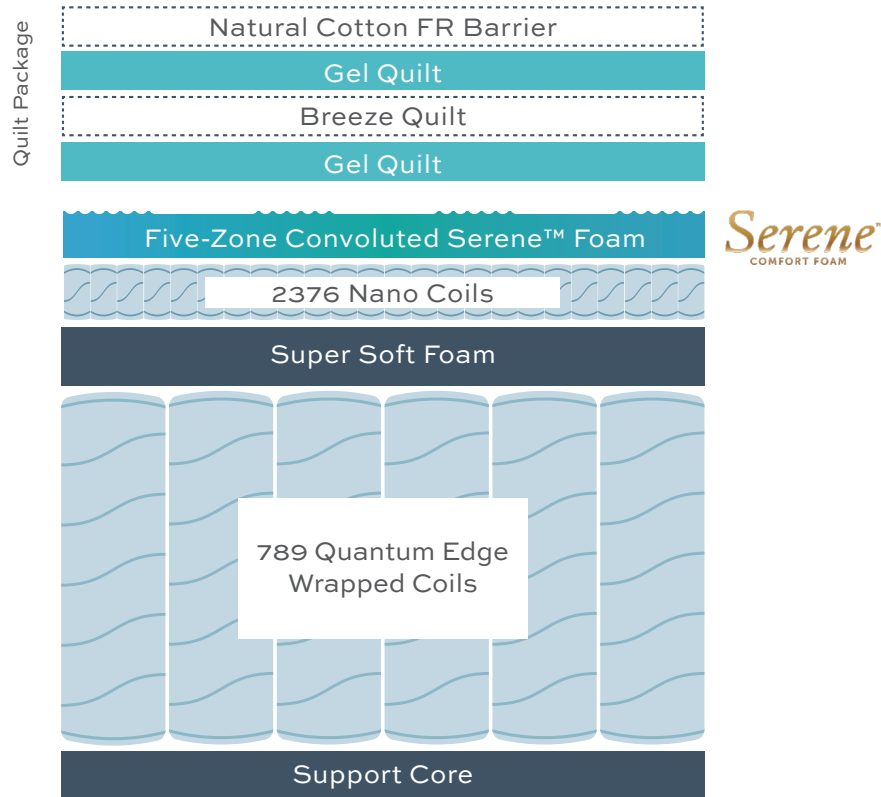 Quilt Package
Natural Cotton FR Barrier
Gel Quilt
Breeze Quilt
Gel Quilt
Five-Zone Convoluted Serene™ Foam
Serene™
COMFORT FOAM
2376 Nano Coils
Super Soft Foam
789 Quantum Edge
Wrapped Coils
Support Core